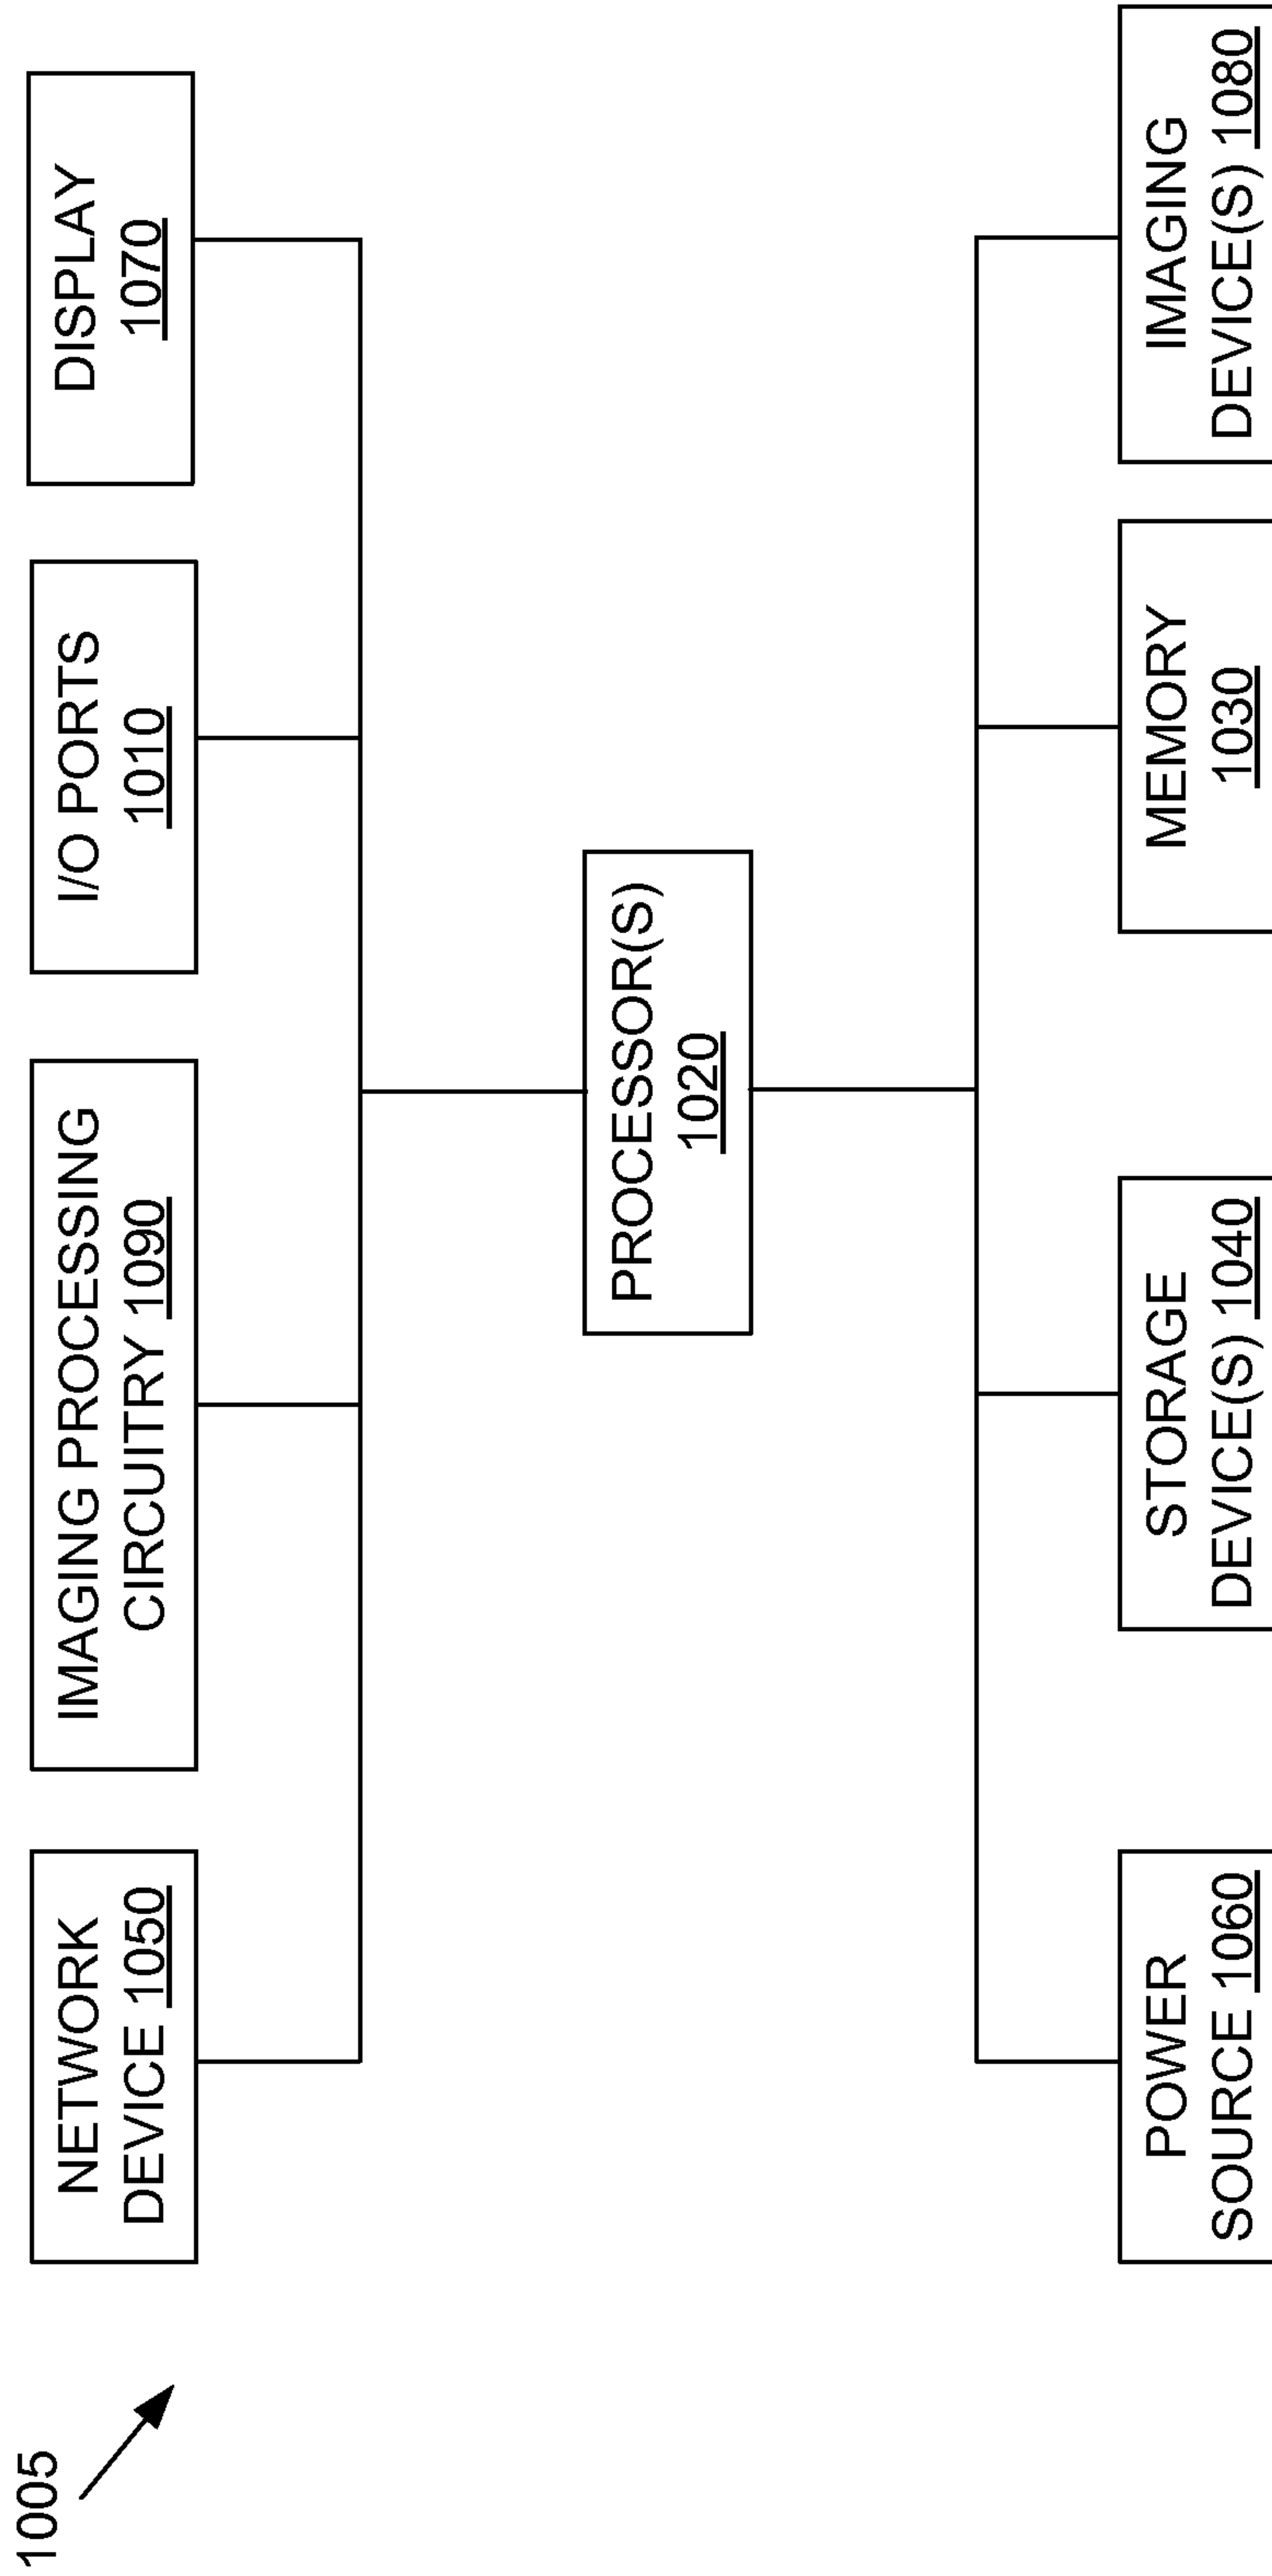 1005
NETWORK
DEVICE 1050
IMAGING PROCESSING
CIRCUITRY 1090
I/O PORTS
1010
DISPLAY
1070
PROCESSOR(S)
1020
POWER
SOURCE 1060
STORAGE
DEVICE(S) 1040
MEMORY
1030
IMAGING
DEVICE(S) 1080